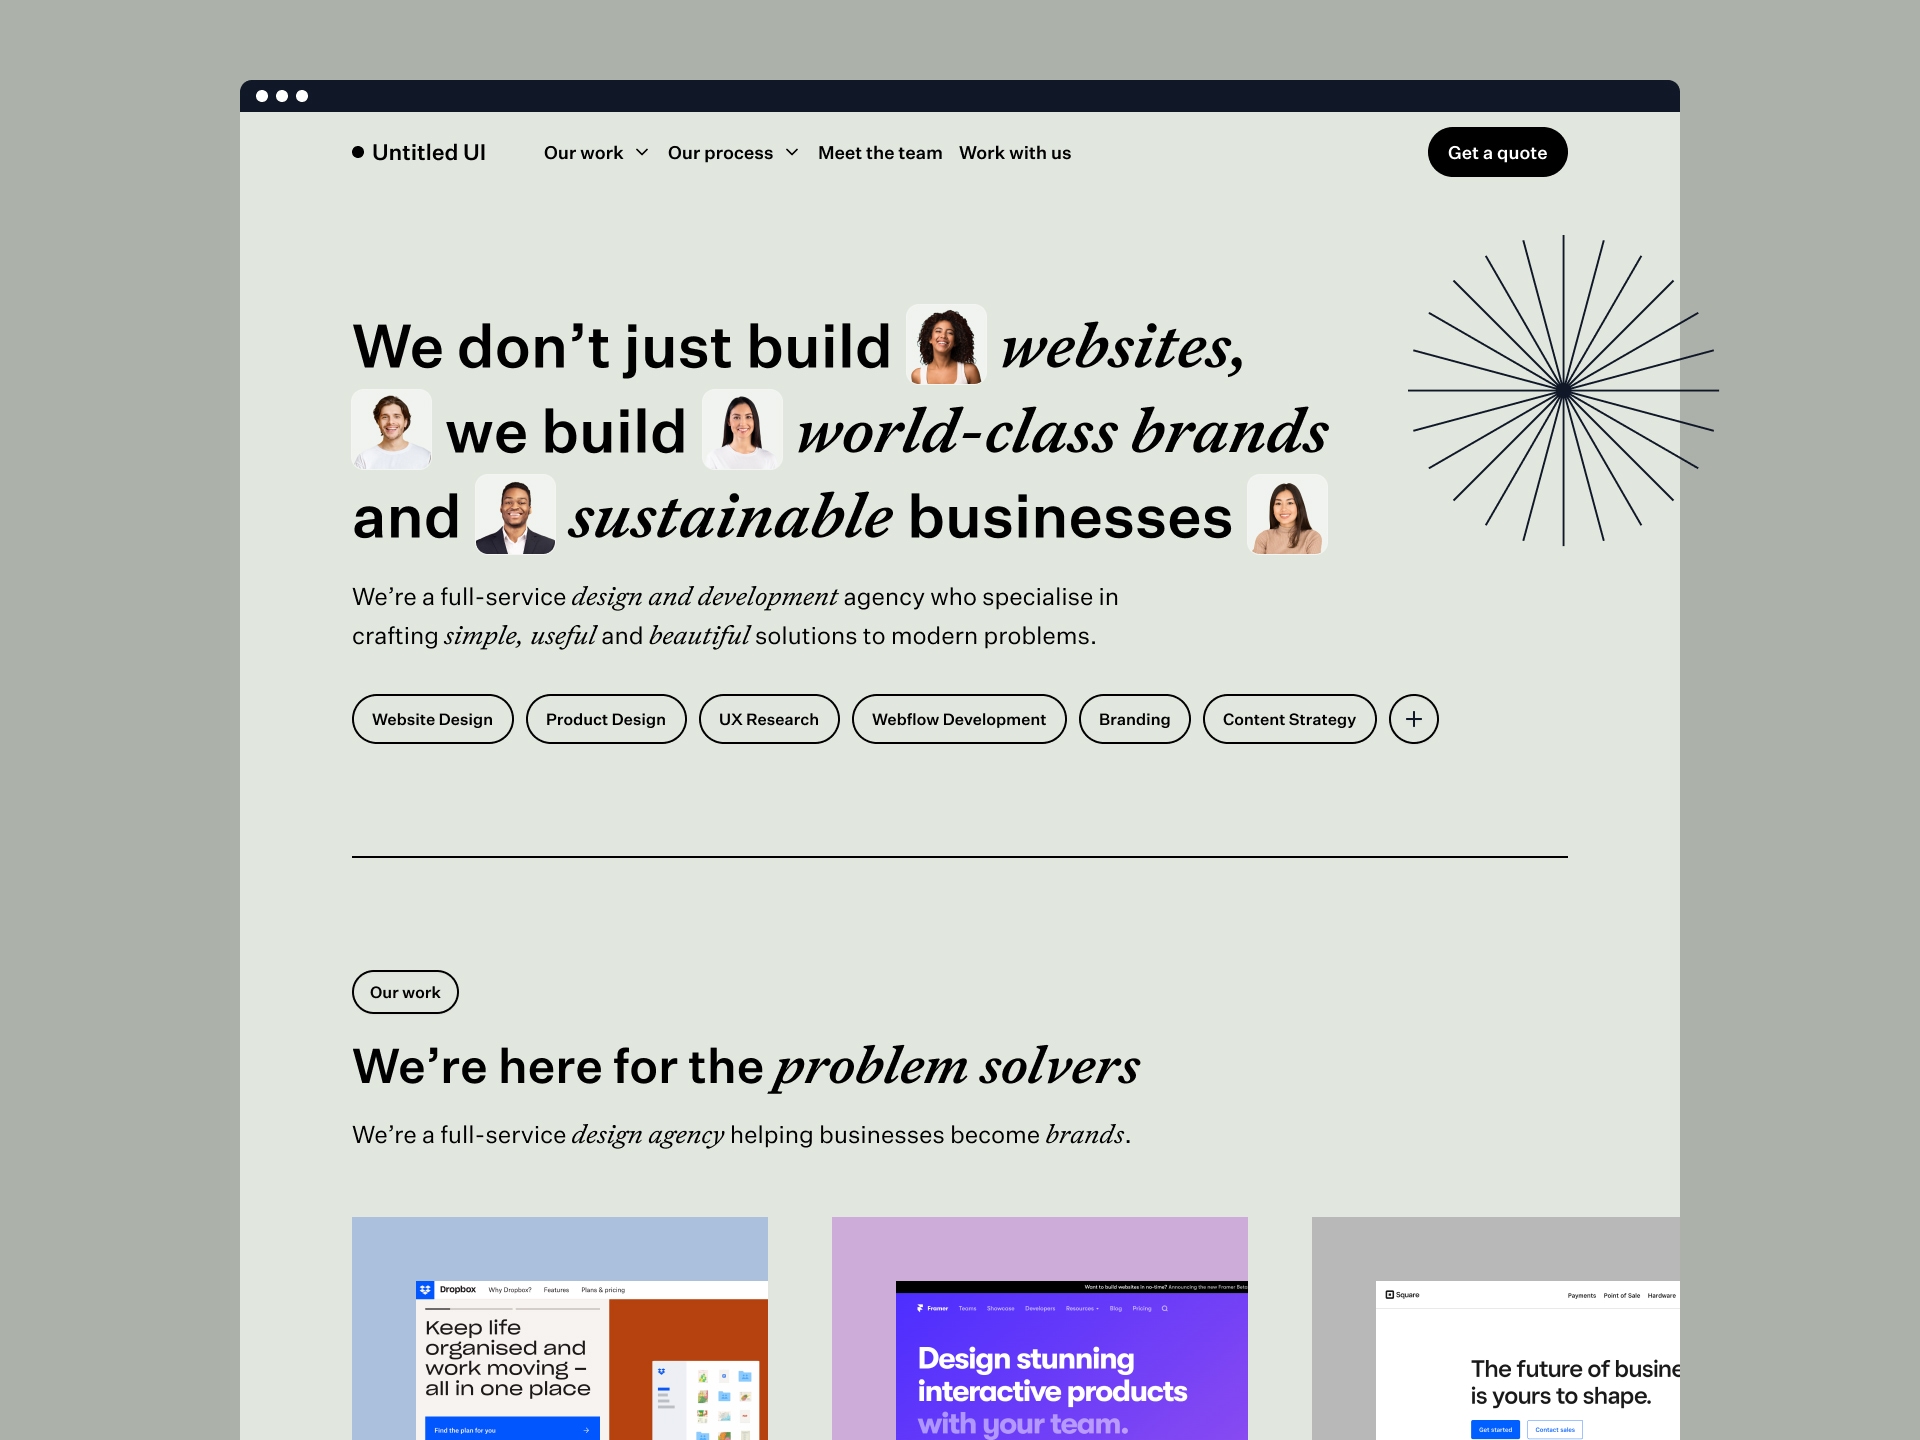 Untitled UI Our work Our process Meet the team Work with us Get a quote
We don’t just build websites,
we build world-class brands
and sustainable businesses
We’re a full-service design and development agency who specialise in
crafting simple, useful and beautiful solutions to modern problems.
Website Design Product Design UX Research Webflow Development Branding Content Strategy
Our work
We’re here for the problem solvers
We’re a full-service design agency helping businesses become brands.
Dropbox Why Dropbox? Features Plans & pricing
Keep life
organised and
work moving –
all in one place
Find the plan for you
Want to build websites in no-time? Announcing the new Framer Beta
Framer Teams Showcase Developers Resources Blog Pricing
Design stunning
interactive products
with your team.
Square Payments Point of Sale Hardware
The future of busine
is yours to shape.
Get started Contact sales